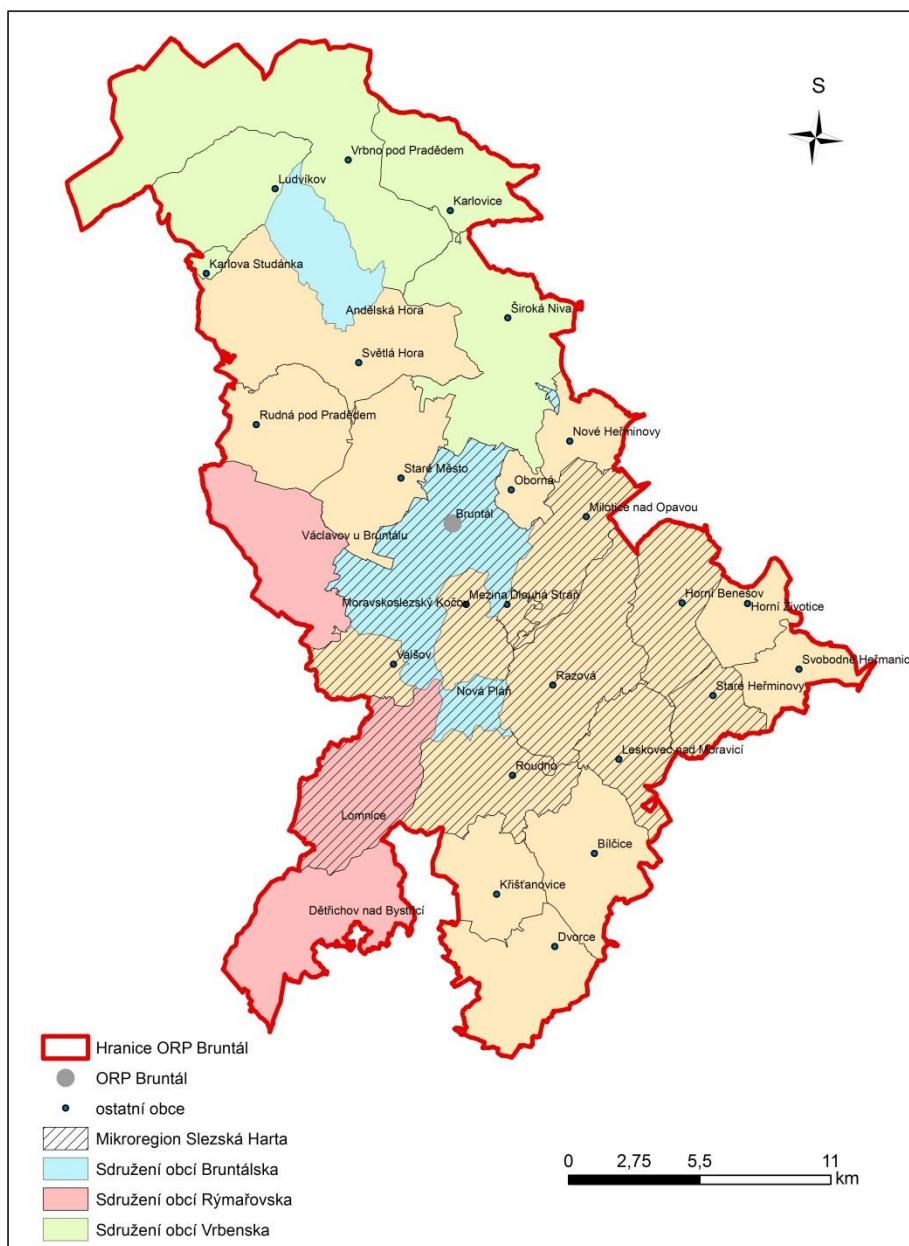 S
Vrbno pod Pradědem
Ludvíkov
Karlovice
Karlova Studánka
Andělská Hora
Široká Niva
Světlá Hora
Rudná pod Pradědem
Nové Heřminovy
Staré Město
Oborná
Bruntál
Milotice nad Opavou
Václavov u Bruntálu
Moravskoslezský Kočov
Mezina
Dlouhá Stráň
Horní Benešov
Horní Životice
Valšov
Svobodné Heřmanic
Razová
Nová Pláň
Staré Heřminovy
Leskovec nad Moravicí
Roudno
Lomnice
Bílčice
Křišťanovice
Dětřichov nad Bystřicí
Dvorce
Hranice ORP Bruntál
ORP Bruntál
ostatní obce
Mikroregion Slezská Harta
Sdružení obcí Bruntálska
Sdružení obcí Rýmařovska
Sdružení obcí Vrbenska
0 2,75 5,5 11
km